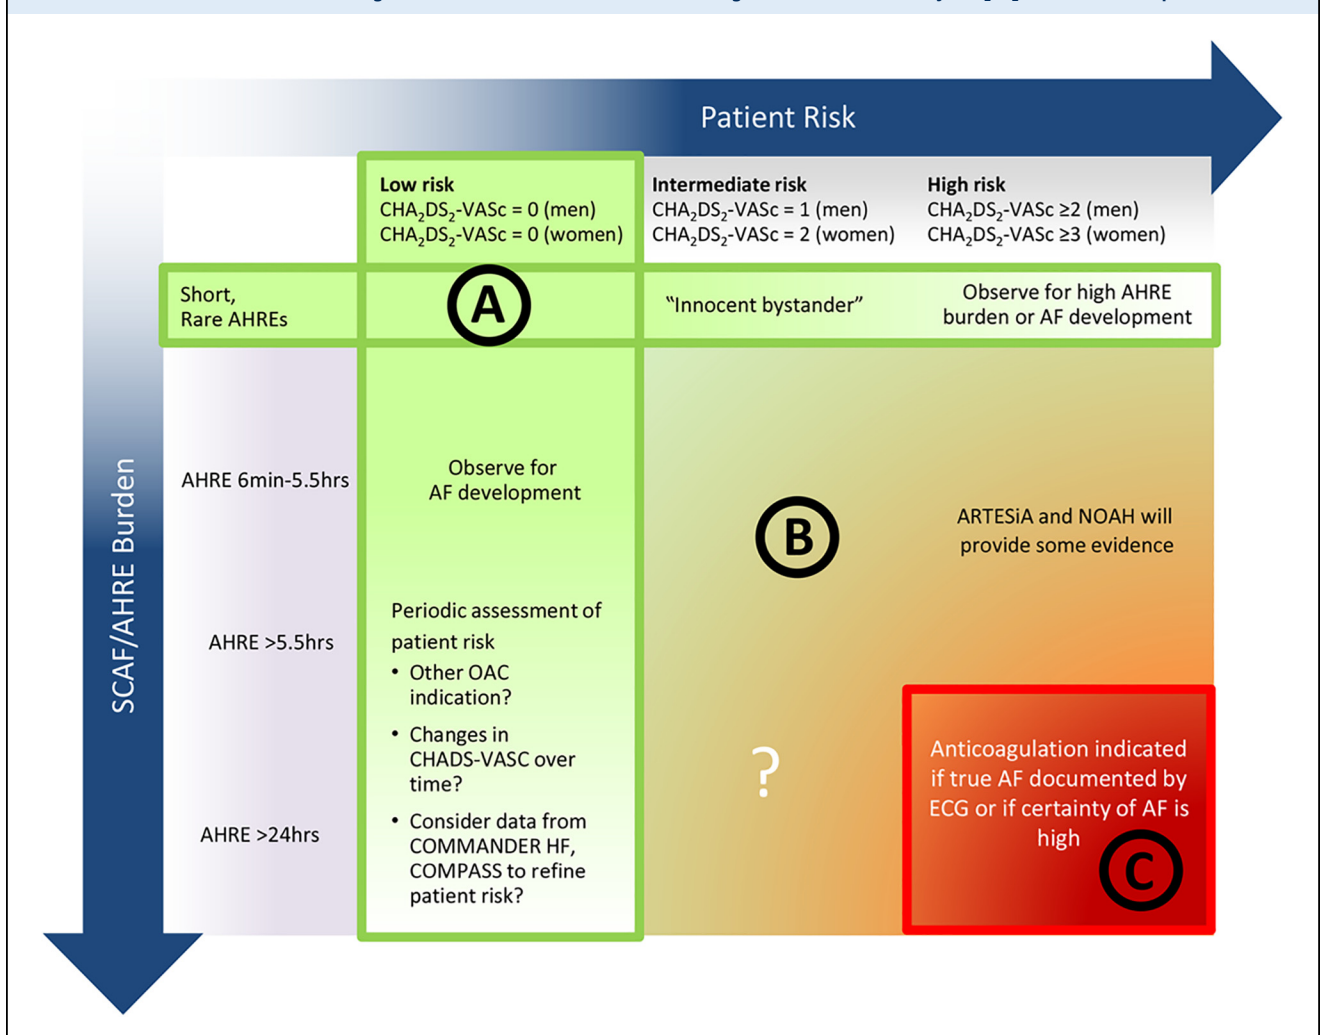 Patient Risk
Low risk
CHA₂DS₂-VASc = 0 (men)
CHA₂DS₂-VASc = 0 (women)
Intermediate risk
CHA₂DS₂-VASc = 1 (men)
CHA₂DS₂-VASc = 2 (women)
High risk
CHA₂DS₂-VASc ≥2 (men)
CHA₂DS₂-VASc ≥3 (women)
SCAF/AHRE Burden
Short,
Rare AHREs
A
"Innocent bystander"
Observe for high AHRE
burden or AF development
AHRE 6min-5.5hrs
Observe for
AF development
B
ARTESiA and NOAH will
provide some evidence
AHRE >5.5hrs
Periodic assessment of
patient risk
• Other OAC
indication?
• Changes in
CHADS-VASC over
time?
AHRE >24hrs
• Consider data from
COMMANDER HF,
COMPASS to refine
patient risk?
?
Anticoagulation indicated
if true AF documented by
ECG or if certainty of AF is
high
C